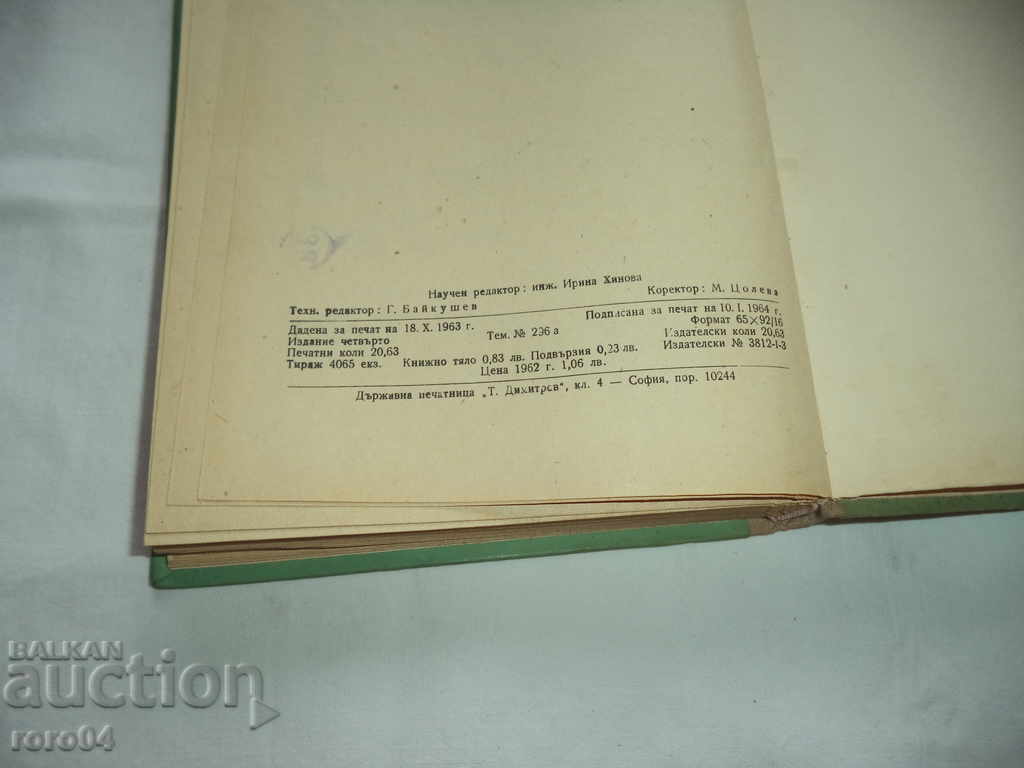 Научен редактор: инж. Ирина Хинова
Техн. редактор: Г. Байкушев Коректор: М. Цолева
Дадена за печат на 18. X. 1963 г. Подписана за печат на 10. I. 1964 г.
Издание четвърто Тем. № 296 а Формат 65×92/16
Печатни коли 20,63 Издателски коли 20,63
Тираж 4065 екз. Книжно тяло 0,83 лв. Подвързия 0,23 лв. Издателски № 3812-I-3
Цена 1962 г. 1,06 лв.
Държавна печатница „Т. Димитров", кл. 4 — София, пор. 10244
BALKAN
auction
roro04